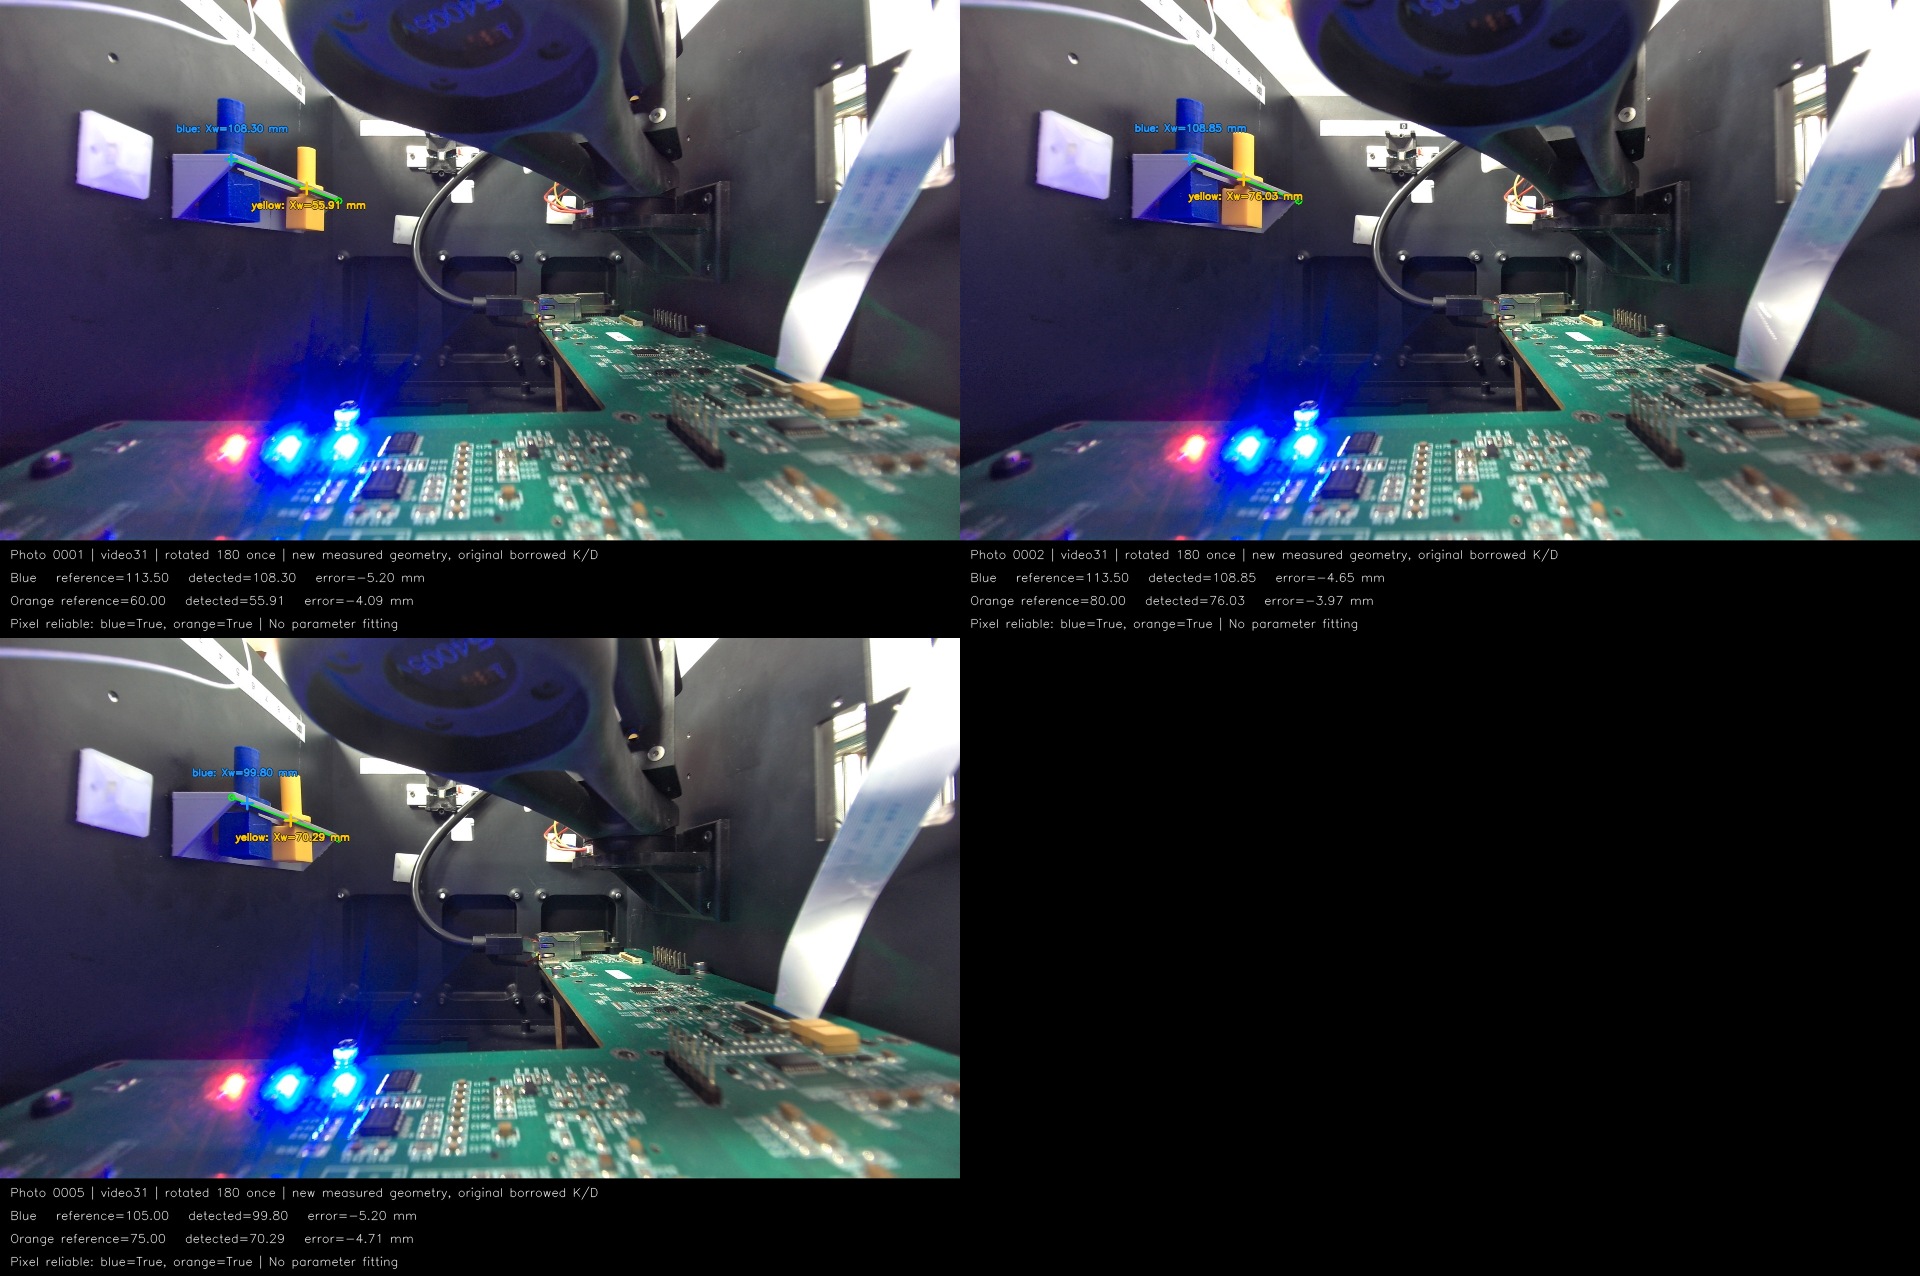 blue: Xw=108.30 mm
yellow: Xw=55.91 mm
Photo 0001 | video31 | rotated 180 once | new measured geometry, original borrowed K/D
Blue reference=113.50 detected=108.30 error=−5.20 mm
Orange reference=60.00 detected=55.91 error=−4.09 mm
Pixel reliable: blue=True, orange=True | No parameter fitting
blue: Xw=108.85 mm
yellow: Xw=76.03 mm
Photo 0002 | video31 | rotated 180 once | new measured geometry, original borrowed K/D
Blue reference=113.50 detected=108.85 error=−4.65 mm
Orange reference=80.00 detected=76.03 error=−3.97 mm
Pixel reliable: blue=True, orange=True | No parameter fitting
blue: Xw=99.80 mm
yellow: Xw=70.29 mm
Photo 0005 | video31 | rotated 180 once | new measured geometry, original borrowed K/D
Blue reference=105.00 detected=99.80 error=−5.20 mm
Orange reference=75.00 detected=70.29 error=−4.71 mm
Pixel reliable: blue=True, orange=True | No parameter fitting